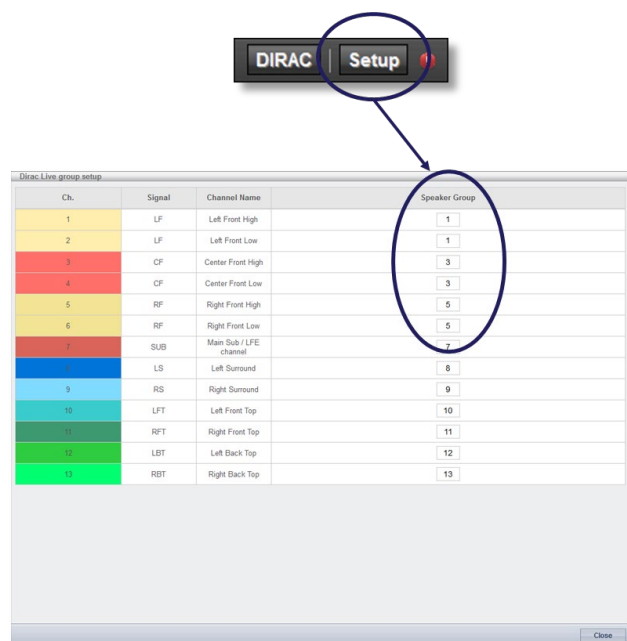 DIRAC | Setup
Dirac Live group setup
Ch. Signal Channel Name Speaker Group
1 LF Left Front High 1
2 LF Left Front Low 1
3 CF Center Front High 3
4 CF Center Front Low 3
5 RF Right Front High 5
6 RF Right Front Low 5
7 SUB Main Sub / LFE channel 7
LS Left Surround 8
9 RS Right Surround 9
10 LFT Left Front Top 10
11 RFT Right Front Top 11
12 LBT Left Back Top 12
13 RBT Right Back Top 13
Close